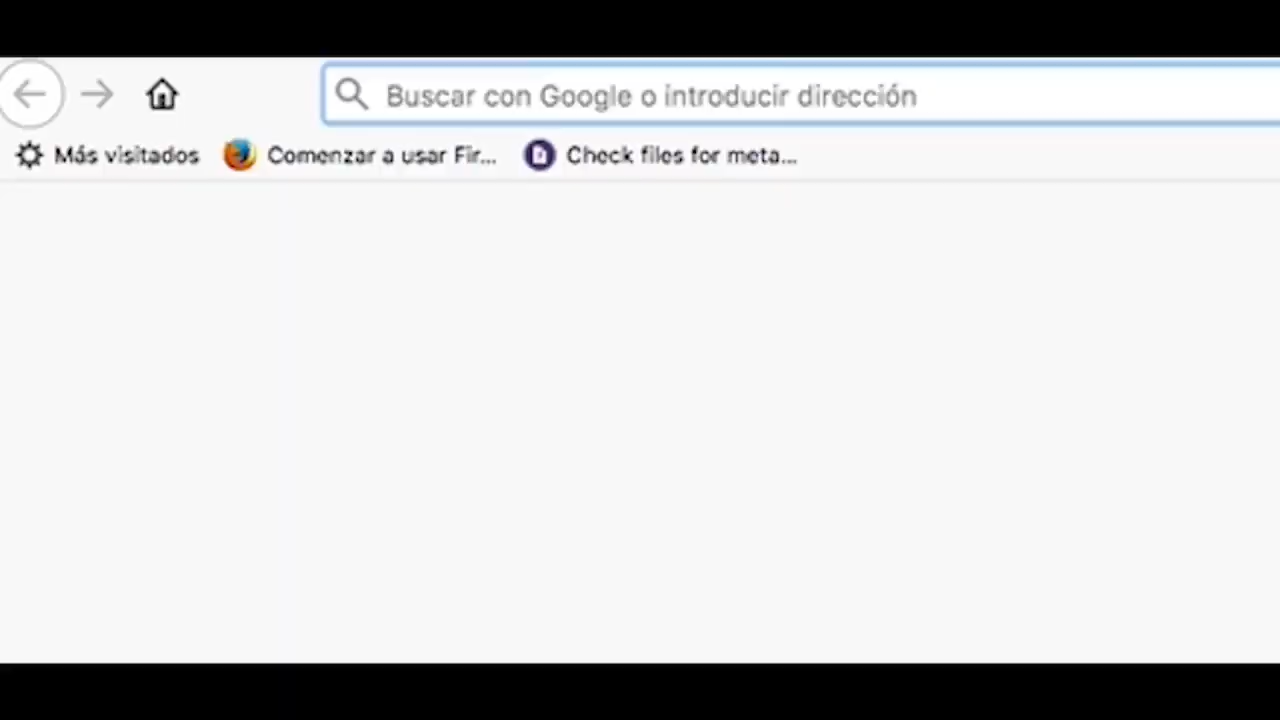 Buscar con Google o introducir dirección
Más visitados Comenzar a usar Fir... Check files for meta...